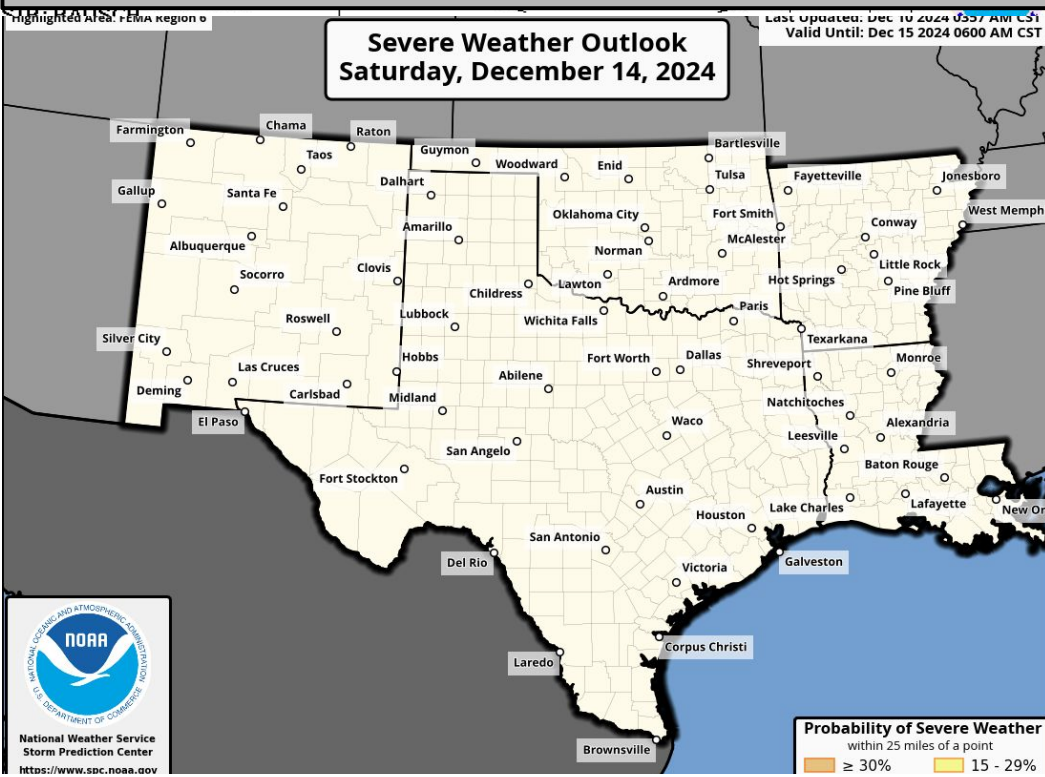 Highlighted Area: FEMA Region 6
Last Updated: Dec 10 2024 0357 AM CST
Valid Until: Dec 15 2024 0600 AM CST
Severe Weather Outlook
Saturday, December 14, 2024
Farmington
Chama
Raton
Taos
Guymon
Woodward
Enid
Bartlesville
Tulsa
Fayetteville
Jonesboro
Gallup
Santa Fe
Dalhart
Albuquerque
Amarillo
Oklahoma City
Norman
Fort Smith
McAlester
Conway
West Memph
Socorro
Clovis
Childress
Lawton
Ardmore
Hot Springs
Little Rock
Pine Bluff
Roswell
Lubbock
Wichita Falls
Paris
Texarkana
Silver City
Las Cruces
Hobbs
Fort Worth
Dallas
Shreveport
Monroe
Deming
Carlsbad
Midland
Abilene
Natchitoches
El Paso
San Angelo
Waco
Leesville
Alexandria
Fort Stockton
Baton Rouge
Austin
Houston
Lake Charles
Lafayette
New Or
Del Rio
San Antonio
Galveston
Victoria
Laredo
Corpus Christi
Brownsville
NATIONAL OCEANIC AND ATMOSPHERIC ADMINISTRATION
NOAA
U.S. DEPARTMENT OF COMMERCE
National Weather Service
Storm Prediction Center
https://www.spc.noaa.gov
Probability of Severe Weather
within 25 miles of a point
≥ 30%
15 - 29%